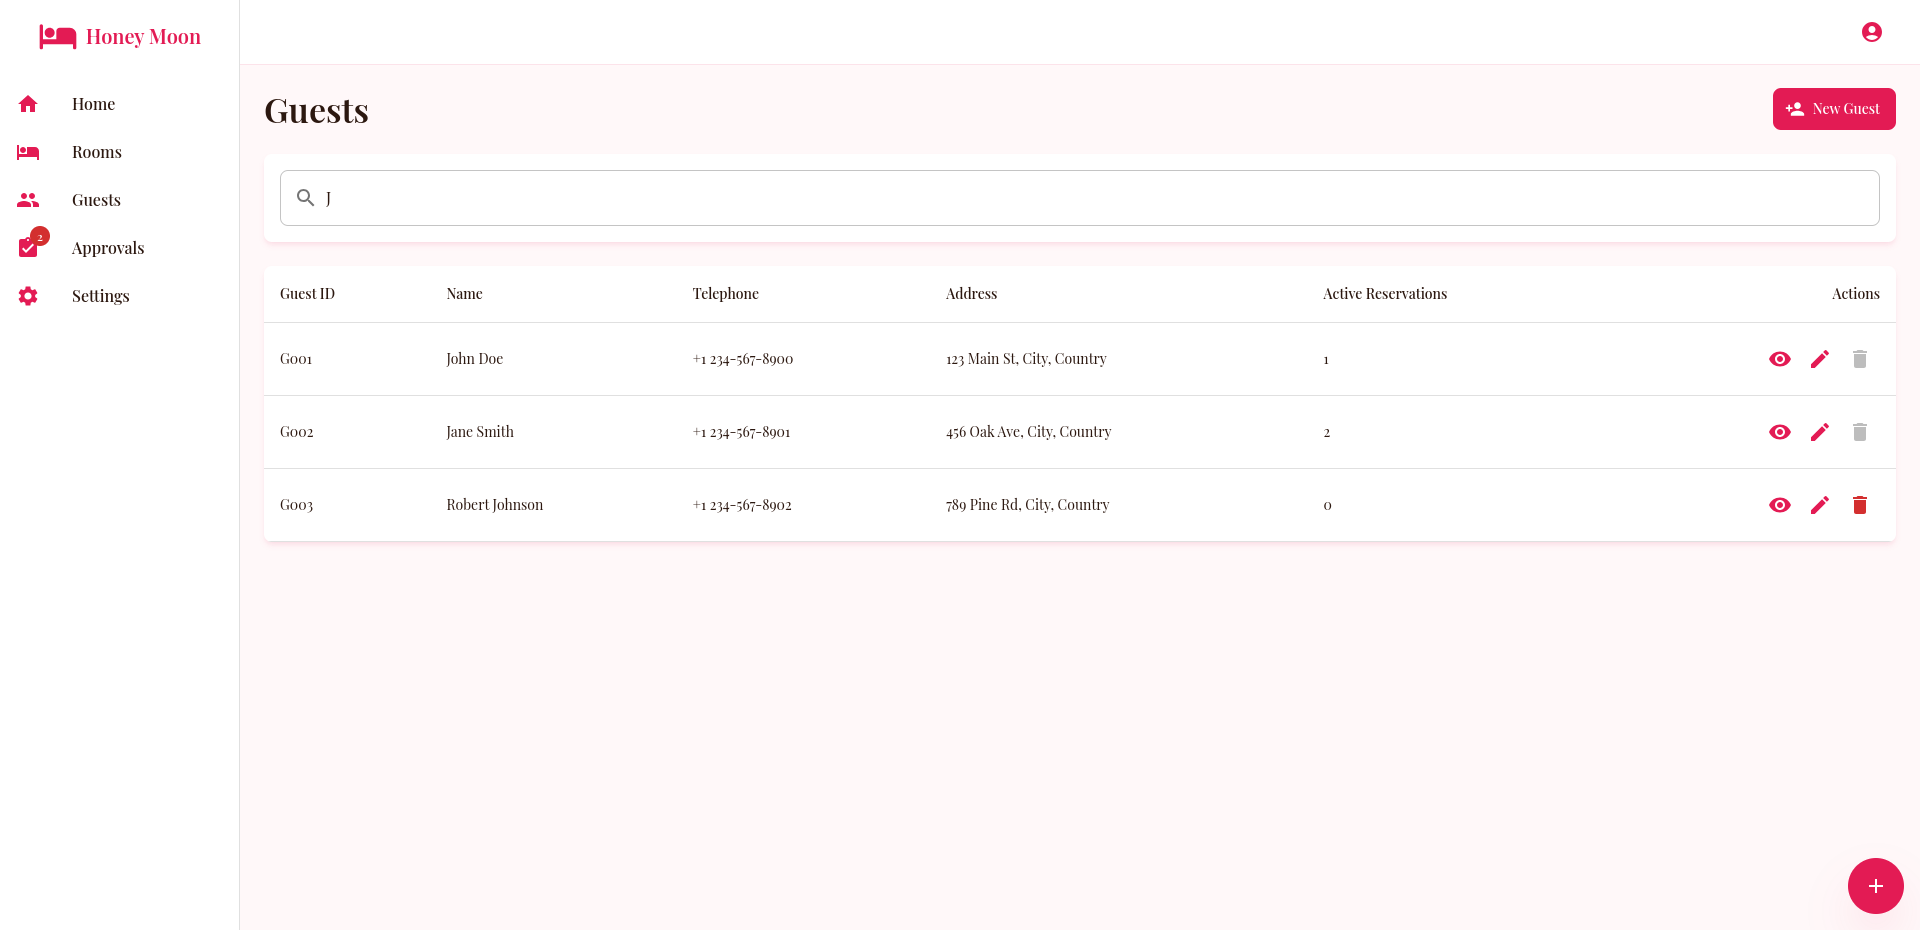 Honey Moon
Home
Rooms
Guests
2
Approvals
Settings
Guests
New Guest
J
Guest ID Name Telephone Address Active Reservations Actions
G001 John Doe +1 234-567-8900 123 Main St, City, Country 1
G002 Jane Smith +1 234-567-8901 456 Oak Ave, City, Country 2
G003 Robert Johnson +1 234-567-8902 789 Pine Rd, City, Country 0